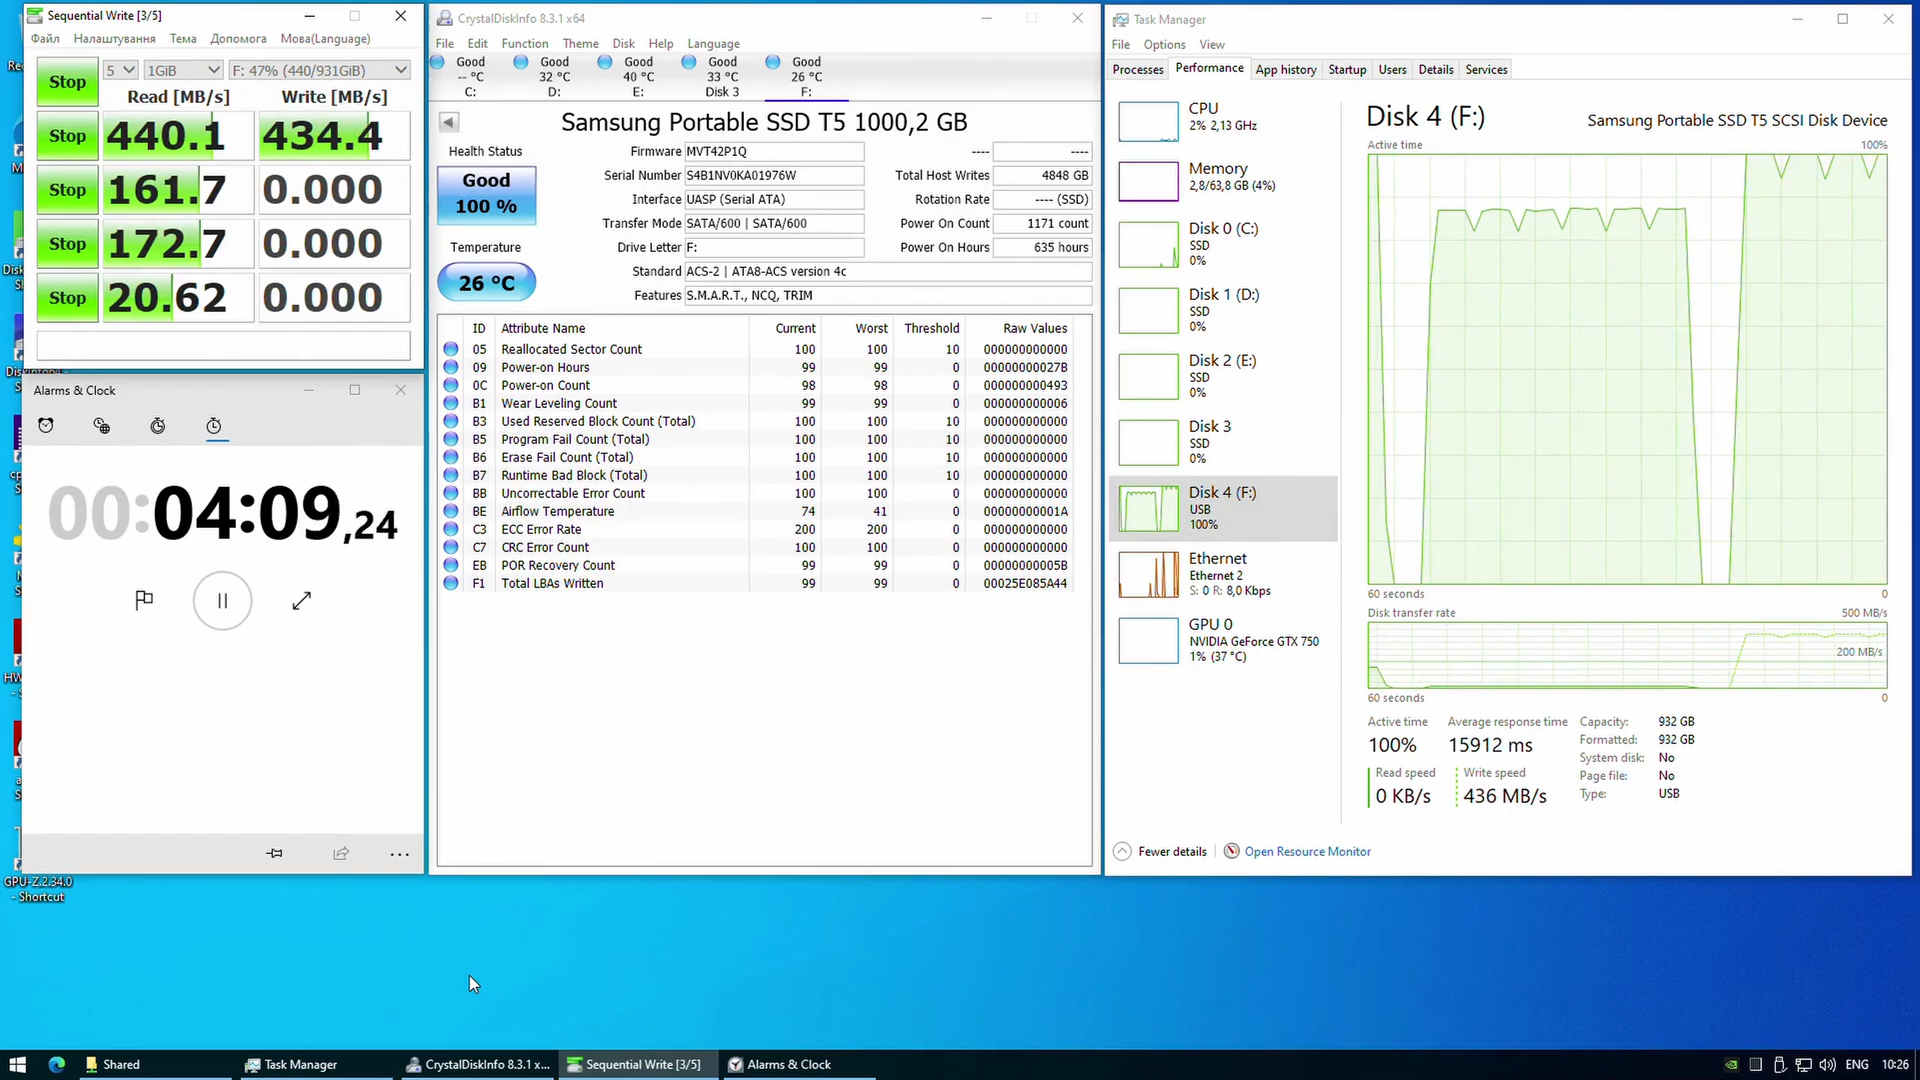 Sequential Write [3/5]
Файл Налаштування Тема Допомога Мова(Language)
Stop 5 1GiB F: 47% (440/931GiB)
Read [MB/s] Write [MB/s]
Stop 440.1 434.4
Stop 161.7 0.000
Stop 172.7 0.000
Stop 20.62 0.000
Alarms & Clock
00:04:09,24
GPU-Z.2.34.0
- Shortcut
CrystalDiskInfo 8.3.1 x64
File Edit Function Theme Disk Help Language
Good Good Good Good Good
-- °C 32 °C 40 °C 33 °C 26 °C
C: D: E: Disk 3 F:
Samsung Portable SSD T5 1000,2 GB
Health Status
Good
100 %
Temperature
26 °C
Firmware MVT42P1Q ---- ----
Serial Number S4B1NV0KA01976W Total Host Writes 4848 GB
Interface UASP (Serial ATA) Rotation Rate ---- (SSD)
Transfer Mode SATA/600 | SATA/600 Power On Count 1171 count
Drive Letter F: Power On Hours 635 hours
Standard ACS-2 | ATA8-ACS version 4c
Features S.M.A.R.T., NCQ, TRIM
ID Attribute Name Current Worst Threshold Raw Values
05 Reallocated Sector Count 100 100 10 000000000000
09 Power-on Hours 99 99 0 00000000027B
0C Power-on Count 98 98 0 000000000493
B1 Wear Leveling Count 99 99 0 000000000006
B3 Used Reserved Block Count (Total) 100 100 10 000000000000
B5 Program Fail Count (Total) 100 100 10 000000000000
B6 Erase Fail Count (Total) 100 100 10 000000000000
B7 Runtime Bad Block (Total) 100 100 10 000000000000
BB Uncorrectable Error Count 100 100 0 000000000000
BE Airflow Temperature 74 41 0 00000000001A
C3 ECC Error Rate 200 200 0 000000000000
C7 CRC Error Count 100 100 0 000000000000
EB POR Recovery Count 99 99 0 00000000005B
F1 Total LBAs Written 99 99 0 00025E085A44
Task Manager
File Options View
Processes Performance App history Startup Users Details Services
CPU
2% 2,13 GHz
Memory
2,8/63,8 GB (4%)
Disk 0 (C:)
SSD
0%
Disk 1 (D:)
SSD
0%
Disk 2 (E:)
SSD
0%
Disk 3
SSD
0%
Disk 4 (F:)
USB
100%
Ethernet
Ethernet 2
S: 0 R: 8,0 Kbps
GPU 0
NVIDIA GeForce GTX 750
1% (37 °C)
Disk 4 (F:) Samsung Portable SSD T5 SCSI Disk Device
Active time 100%
60 seconds 0
Disk transfer rate 500 MB/s
200 MB/s
60 seconds 0
Active time Average response time
100% 15912 ms
Read speed Write speed
0 KB/s 436 MB/s
Capacity: 932 GB
Formatted: 932 GB
System disk: No
Page file: No
Type: USB
Fewer details Open Resource Monitor
Shared Task Manager CrystalDiskInfo 8.3.1 x... Sequential Write [3/5] Alarms & Clock ENG 10:26